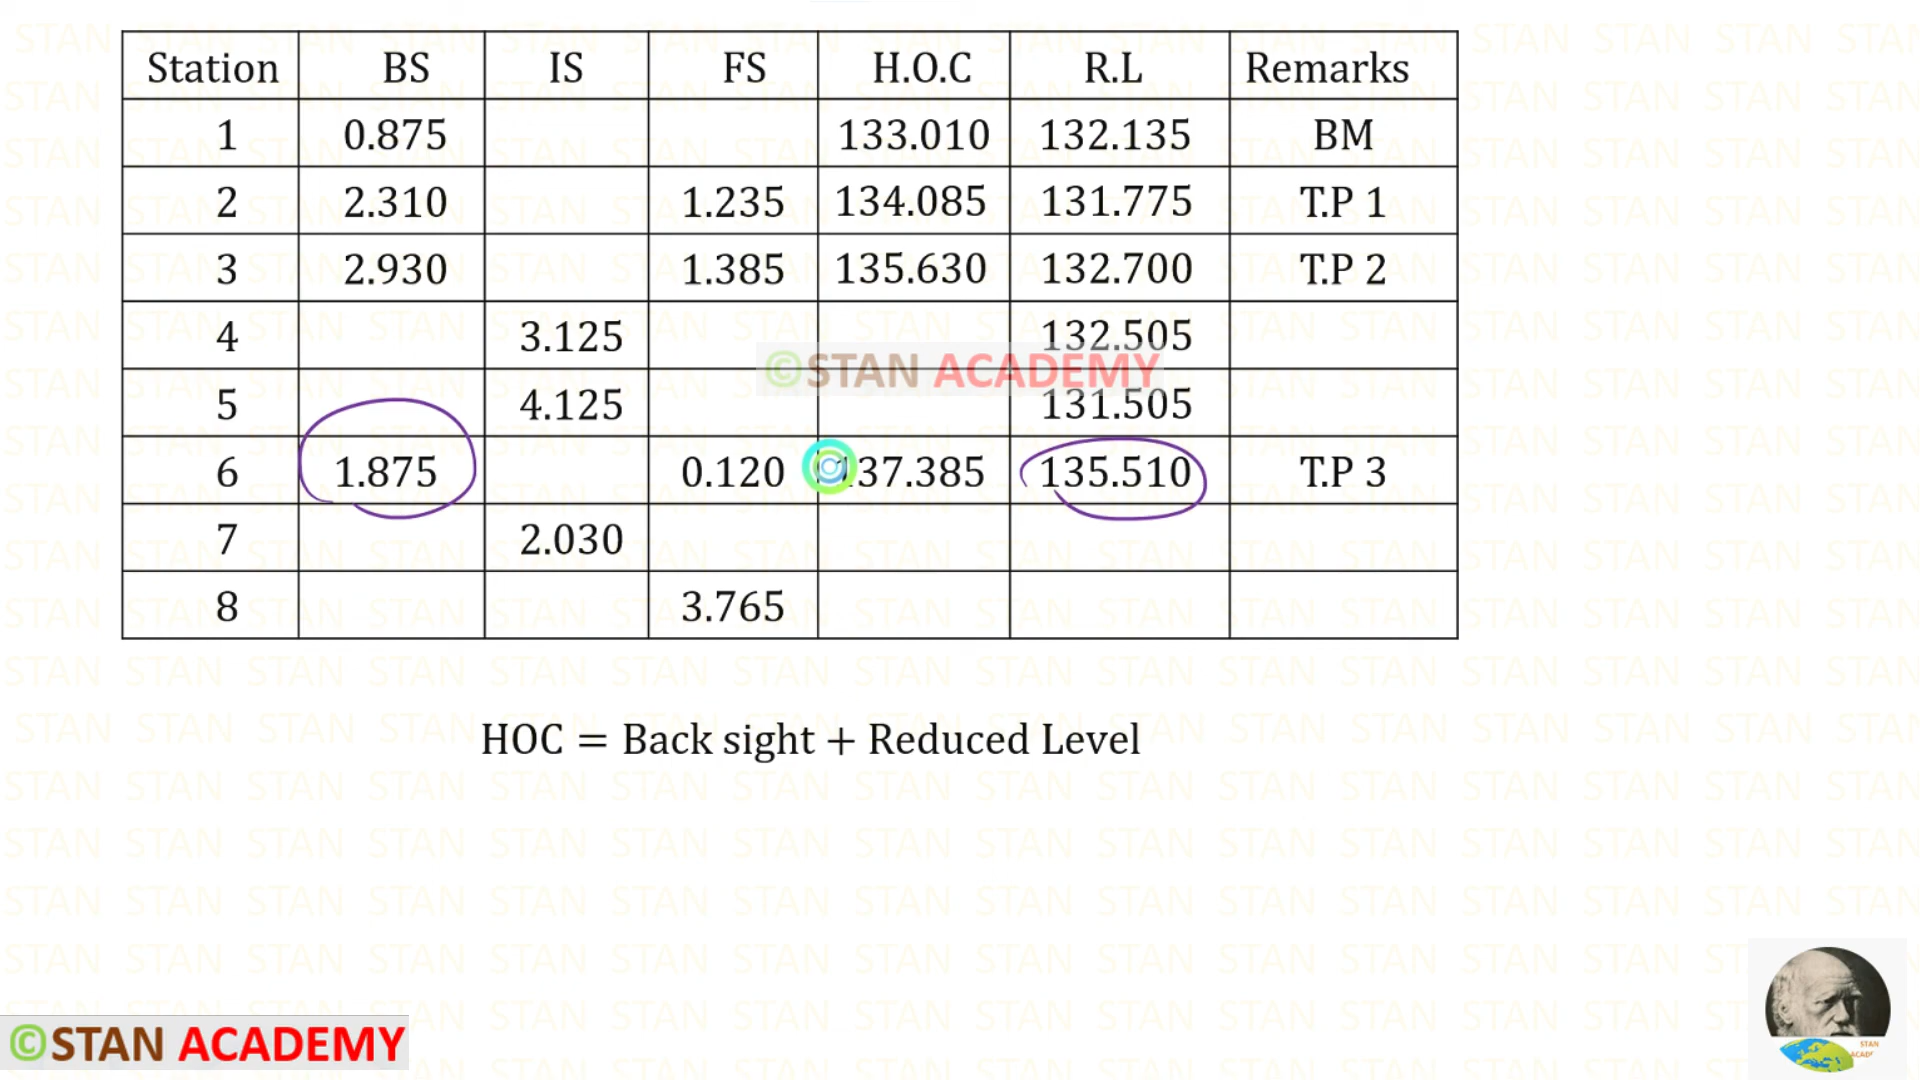 Station BS IS FS H.O.C R.L Remarks
1 0.875 133.010 132.135 BM
2 2.310 1.235 134.085 131.775 T.P 1
3 2.930 1.385 135.630 132.700 T.P 2
4 3.125 132.505
©STAN ACADEMY
5 4.125 131.505
6 1.875 0.120 137.385 135.510 T.P 3
7 2.030
8 3.765
HOC = Back sight + Reduced Level
©STAN ACADEMY
STAN
ACADE